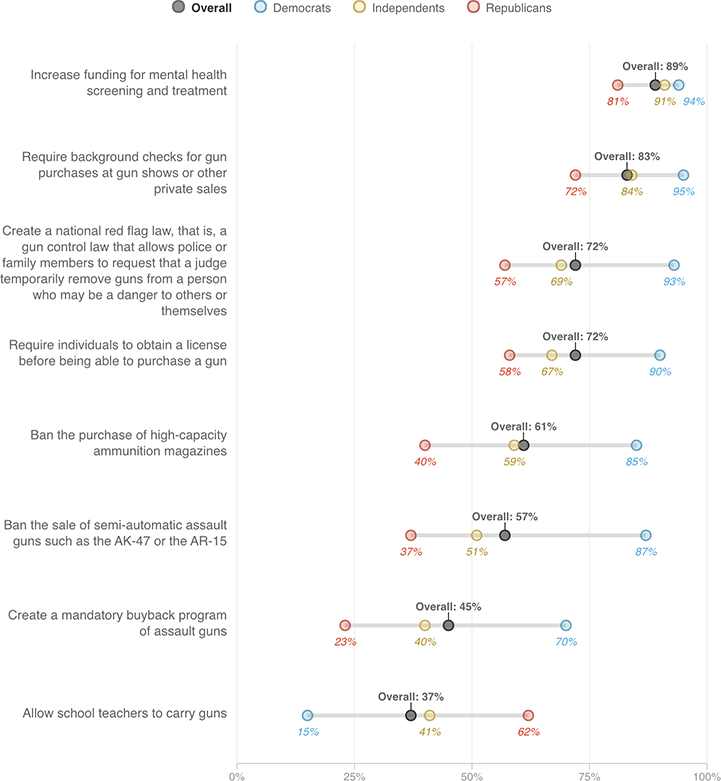 Overall Democrats Independents Republicans
Increase funding for mental health
screening and treatment
Overall: 89%
81% 91% 94%
Require background checks for gun
purchases at gun shows or other
private sales
Overall: 83%
72% 84% 95%
Create a national red flag law, that is, a
gun control law that allows police or
family members to request that a judge
temporarily remove guns from a person
who may be a danger to others or
themselves
Overall: 72%
57% 69% 93%
Require individuals to obtain a license
before being able to purchase a gun
Overall: 72%
58% 67% 90%
Ban the purchase of high-capacity
ammunition magazines
Overall: 61%
40% 59% 85%
Ban the sale of semi-automatic assault
guns such as the AK-47 or the AR-15
Overall: 57%
37% 51% 87%
Create a mandatory buyback program
of assault guns
Overall: 45%
23% 40% 70%
Allow school teachers to carry guns
Overall: 37%
15% 41% 62%
0% 25% 50% 75% 100%